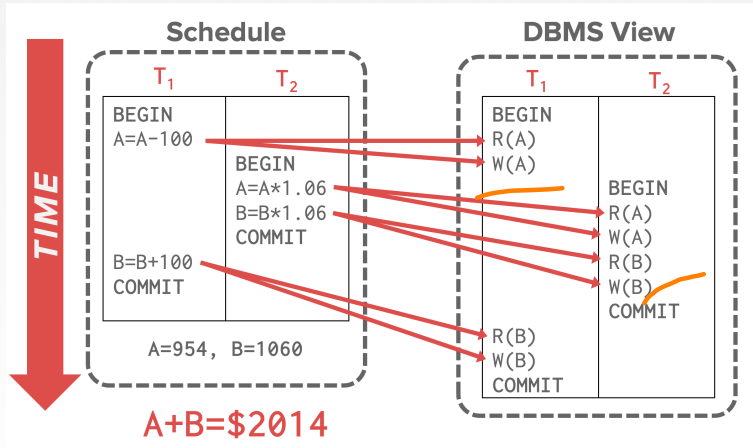 Schedule
T1 T2
BEGIN
A=A-100
BEGIN
A=A*1.06
B=B*1.06
COMMIT
B=B+100
COMMIT
A=954, B=1060
A+B=$2014
TIME
DBMS View
T1 T2
BEGIN
R(A)
W(A)
BEGIN
R(A)
W(A)
R(B)
W(B)
COMMIT
R(B)
W(B)
COMMIT